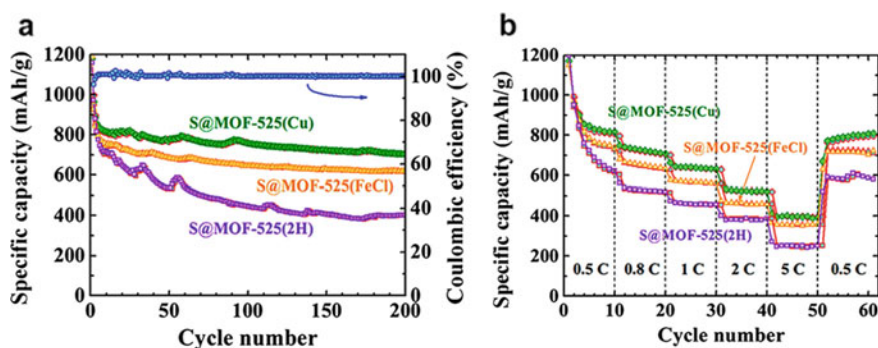 a
1200
1000
800
600
400
200
0
Specific capacity (mAh/g)
S@MOF-525(Cu)
S@MOF-525(FeCl)
S@MOF-525(2H)
100
80
60
40
20
0
Coulombic efficiency (%)
0 50 100 150 200
Cycle number
b
1200
1000
800
600
400
200
0
Specific capacity (mAh/g)
S@MOF-525(Cu)
S@MOF-525(FeCl)
S@MOF-525(2H)
0.5 C 0.8 C 1 C 2 C 5 C 0.5 C
0 10 20 30 40 50 60
Cycle number